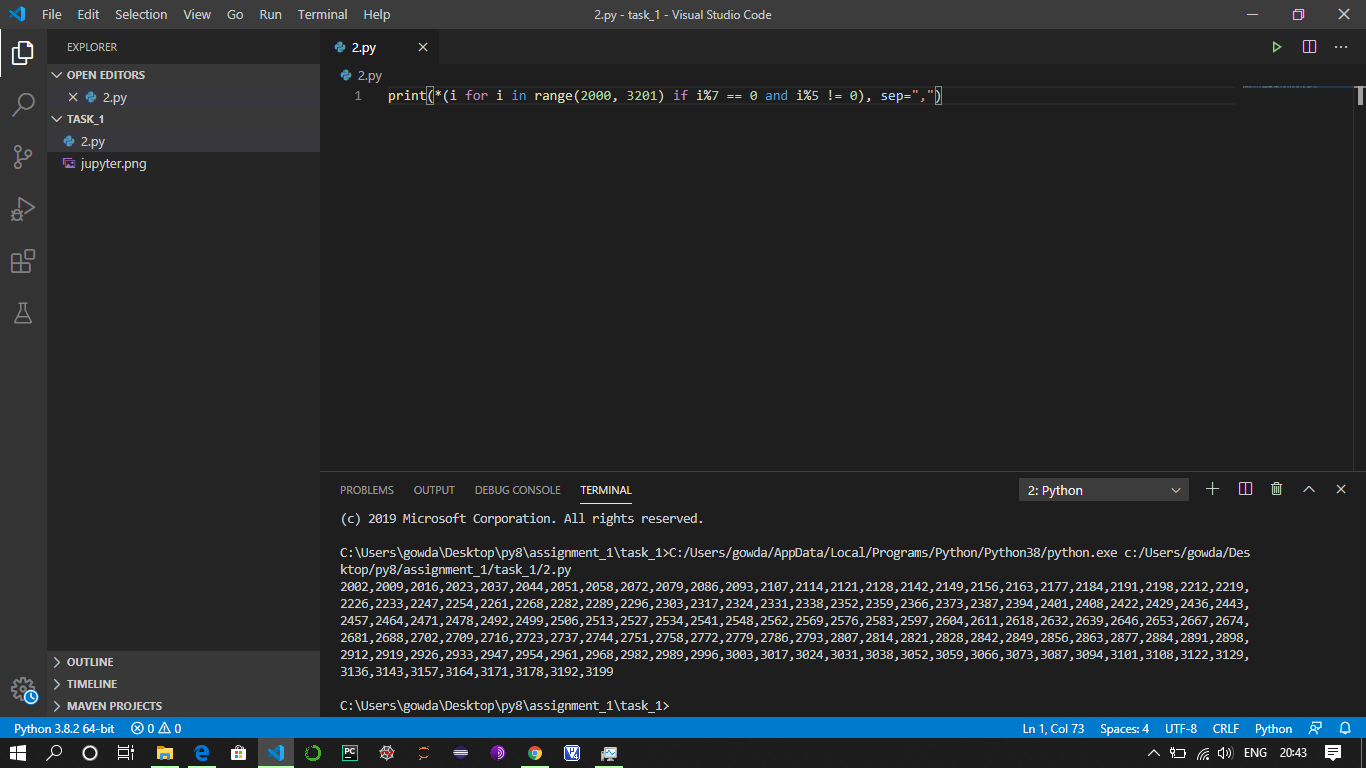 File Edit Selection View Go Run Terminal Help
2.py - task_1 - Visual Studio Code
EXPLORER
OPEN EDITORS
2.py
TASK_1
2.py
jupyter.png
OUTLINE
TIMELINE
MAVEN PROJECTS
2.py
2.py
1 print(*(i for i in range(2000, 3201) if i%7 == 0 and i%5 != 0), sep=",")
PROBLEMS OUTPUT DEBUG CONSOLE TERMINAL
2: Python
(c) 2019 Microsoft Corporation. All rights reserved.
C:\Users\gowda\Desktop\py8\assignment_1\task_1>C:/Users/gowda/AppData/Local/Programs/Python/Python38/python.exe c:/Users/gowda/Des
ktop/py8/assignment_1/task_1/2.py
2002,2009,2016,2023,2037,2044,2051,2058,2072,2079,2086,2093,2107,2114,2121,2128,2142,2149,2156,2163,2177,2184,2191,2198,2212,2219,
2226,2233,2247,2254,2261,2268,2282,2289,2296,2303,2317,2324,2331,2338,2352,2359,2366,2373,2387,2394,2401,2408,2422,2429,2436,2443,
2457,2464,2471,2478,2492,2499,2506,2513,2527,2534,2541,2548,2562,2569,2576,2583,2597,2604,2611,2618,2632,2639,2646,2653,2667,2674,
2681,2688,2702,2709,2716,2723,2737,2744,2751,2758,2772,2779,2786,2793,2807,2814,2821,2828,2842,2849,2856,2863,2877,2884,2891,2898,
2912,2919,2926,2933,2947,2954,2961,2968,2982,2989,2996,3003,3017,3024,3031,3038,3052,3059,3066,3073,3087,3094,3101,3108,3122,3129,
3136,3143,3157,3164,3171,3178,3192,3199
C:\Users\gowda\Desktop\py8\assignment_1\task_1>
Python 3.8.2 64-bit 0 0 Ln 1, Col 73 Spaces: 4 UTF-8 CRLF Python
PC ENG 20:43